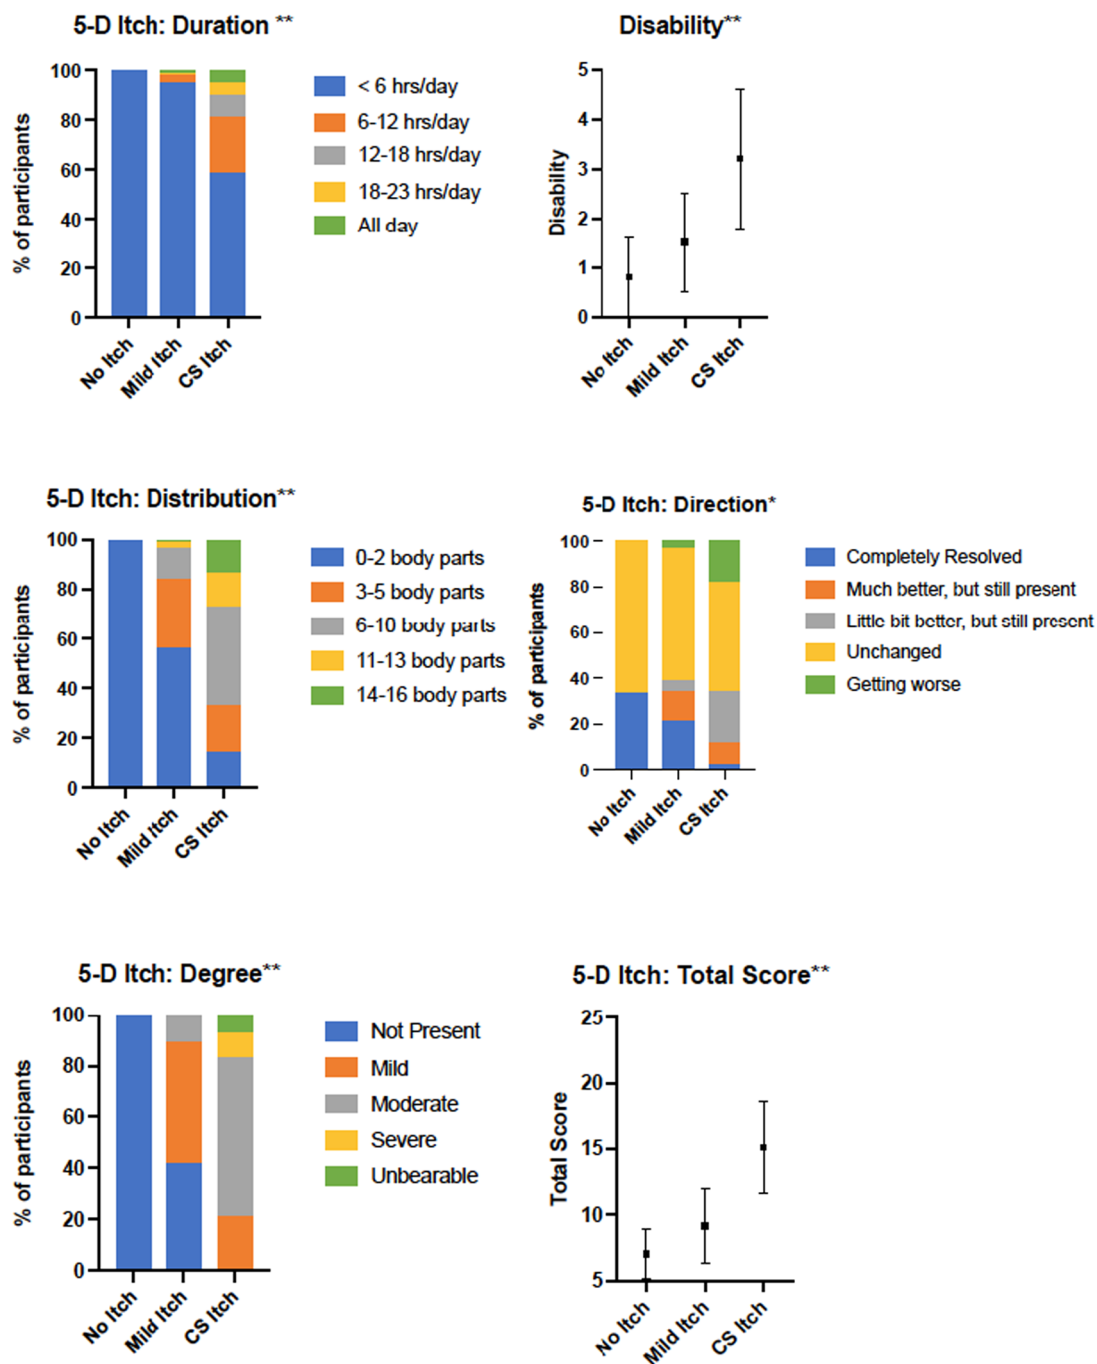 5-D Itch: Duration **
% of participants
100
80
60
40
20
0
No Itch
Mild Itch
CS Itch
< 6 hrs/day
6-12 hrs/day
12-18 hrs/day
18-23 hrs/day
All day
Disability**
Disability
5
4
3
2
1
0
No Itch
Mild Itch
CS Itch
5-D Itch: Distribution**
% of participants
100
80
60
40
20
0
No Itch
Mild Itch
CS Itch
0-2 body parts
3-5 body parts
6-10 body parts
11-13 body parts
14-16 body parts
5-D Itch: Direction*
% of participants
100
80
60
40
20
0
No Itch
Mild Itch
CS Itch
Completely Resolved
Much better, but still present
Little bit better, but still present
Unchanged
Getting worse
5-D Itch: Degree**
% of participants
100
80
60
40
20
0
No Itch
Mild Itch
CS Itch
Not Present
Mild
Moderate
Severe
Unbearable
5-D Itch: Total Score**
Total Score
25
20
15
10
5
No Itch
Mild Itch
CS Itch